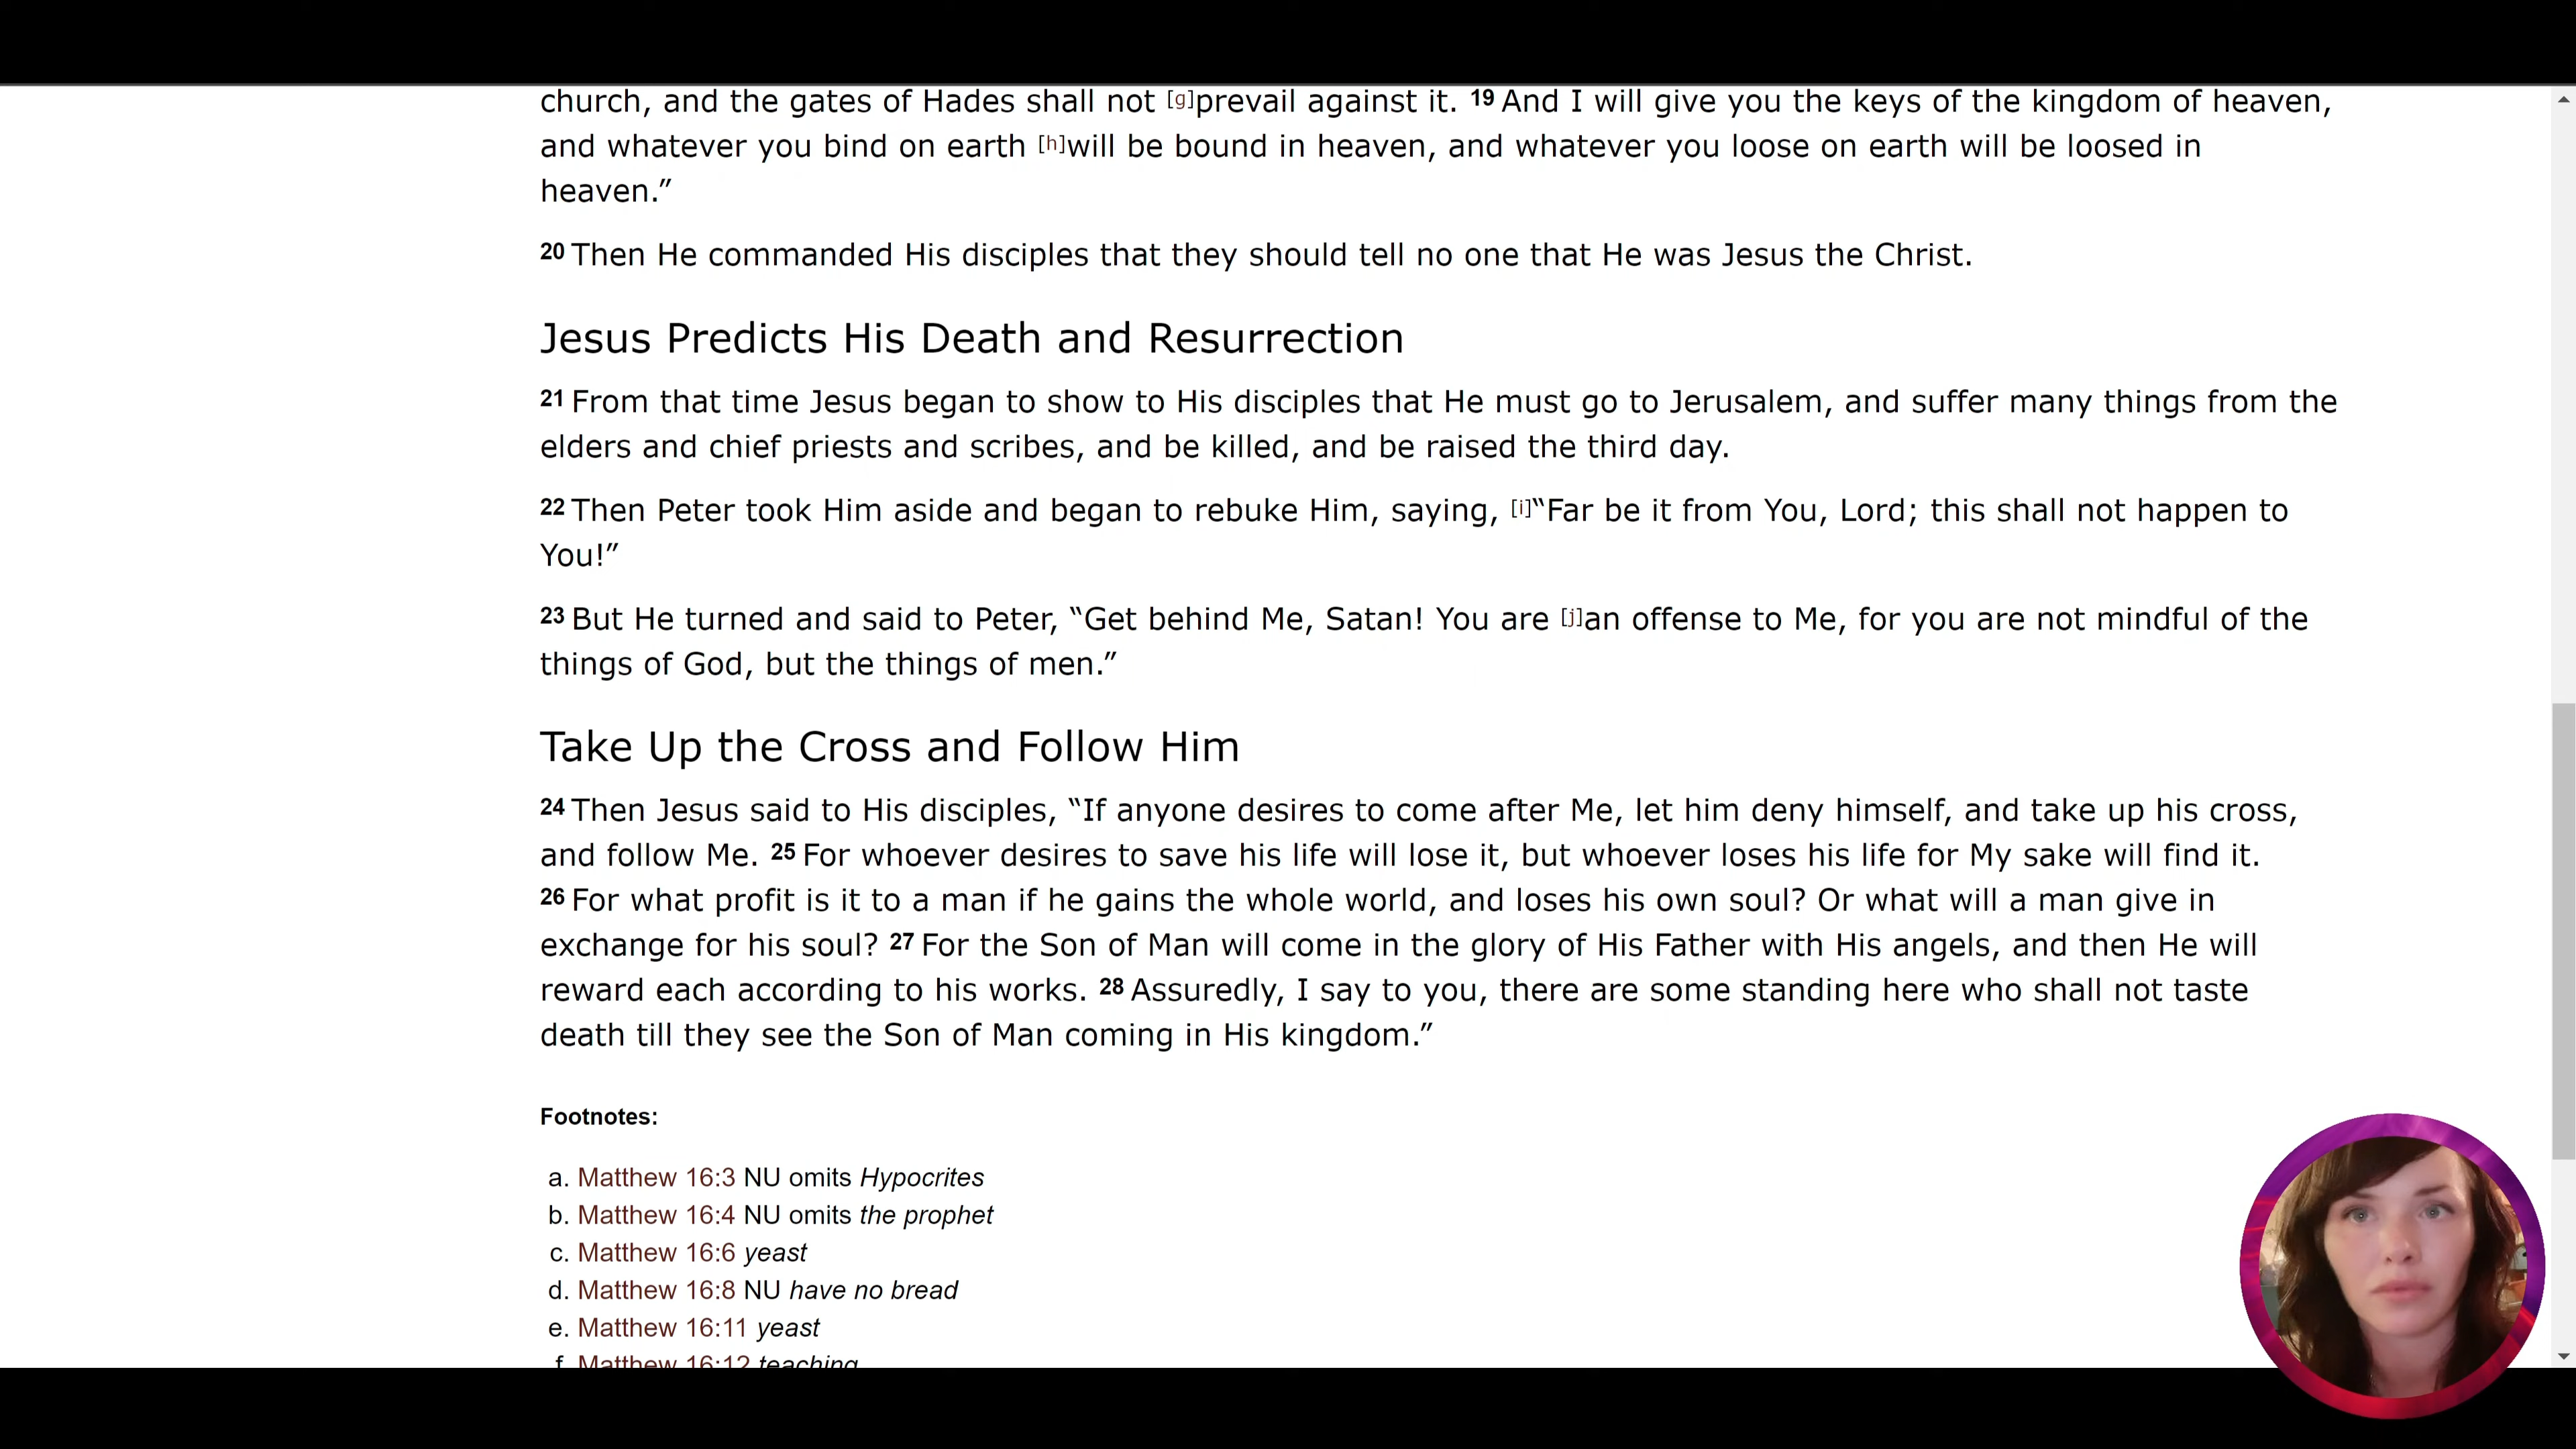 church, and the gates of Hades shall not [g]prevail against it. 19 And I will give you the keys of the kingdom of heaven,
and whatever you bind on earth [h]will be bound in heaven, and whatever you loose on earth will be loosed in
heaven.”
20 Then He commanded His disciples that they should tell no one that He was Jesus the Christ.
Jesus Predicts His Death and Resurrection
21 From that time Jesus began to show to His disciples that He must go to Jerusalem, and suffer many things from the
elders and chief priests and scribes, and be killed, and be raised the third day.
22 Then Peter took Him aside and began to rebuke Him, saying, [i]“Far be it from You, Lord; this shall not happen to
You!”
23 But He turned and said to Peter, “Get behind Me, Satan! You are [j]an offense to Me, for you are not mindful of the
things of God, but the things of men.”
Take Up the Cross and Follow Him
24 Then Jesus said to His disciples, “If anyone desires to come after Me, let him deny himself, and take up his cross,
and follow Me. 25 For whoever desires to save his life will lose it, but whoever loses his life for My sake will find it.
26 For what profit is it to a man if he gains the whole world, and loses his own soul? Or what will a man give in
exchange for his soul? 27 For the Son of Man will come in the glory of His Father with His angels, and then He will
reward each according to his works. 28 Assuredly, I say to you, there are some standing here who shall not taste
death till they see the Son of Man coming in His kingdom.”
Footnotes:
a. Matthew 16:3 NU omits Hypocrites
b. Matthew 16:4 NU omits the prophet
c. Matthew 16:6 yeast
d. Matthew 16:8 NU have no bread
e. Matthew 16:11 yeast
f. Matthew 16:12 teaching